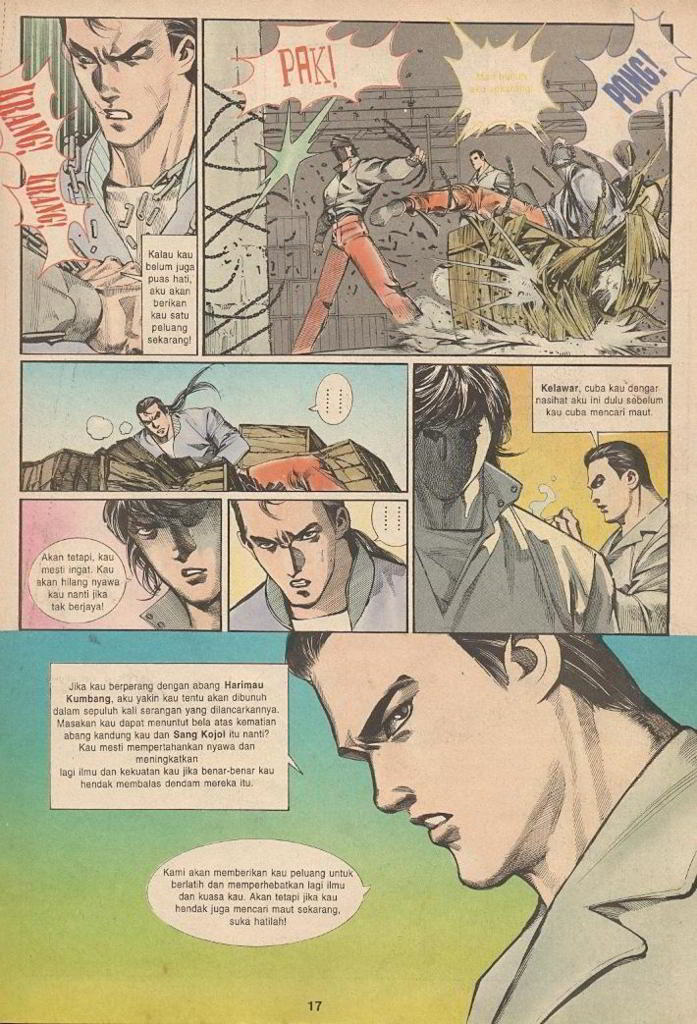 KRANG!
KRANG!
Kalau kau
belum juga
puas hati,
aku akan
berikan
kau satu
peluang
sekarang!
PAK!
Mari bunuh
aku sekarang!
PONG!
Kelawar, cuba kau dengar
nasihat aku ini dulu sebelum
kau cuba mencari maut.
Akan tetapi, kau
mesti ingat. Kau
akan hilang nyawa
kau nanti jika
tak berjaya!
Jika kau berperang dengan abang Harimau
Kumbang, aku yakin kau tentu akan dibunuh
dalam sepuluh kali serangan yang dilancarkannya.
Masakan kau dapat menuntut bela atas kematian
abang kandung kau dan Sang Kojol itu nanti?
Kau mesti mempertahankan nyawa dan
meningkatkan
lagi ilmu dan kekuatan kau jika benar-benar kau
hendak membalas dendam mereka itu.
Kami akan memberikan kau peluang untuk
berlatih dan memperhebatkan lagi ilmu
dan kuasa kau. Akan tetapi jika kau
hendak juga mencari maut sekarang,
suka hatilah!
17